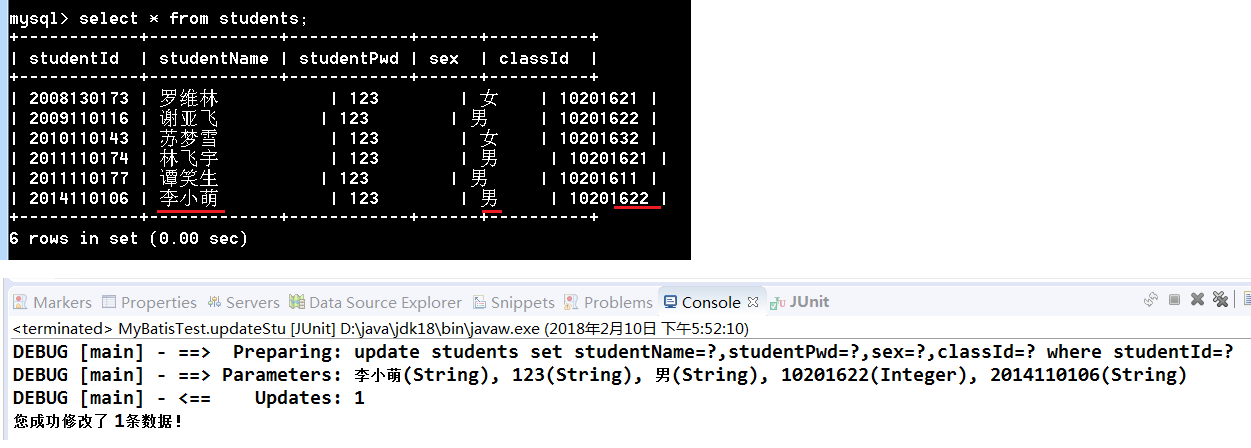 mysql> select * from students;
+------------+-------------+------------+------+----------+
| studentId  | studentName | studentPwd | sex  | classId  |
+------------+-------------+------------+------+----------+
| 2008130173 | 罗维林 | 123 | 女 | 10201621 |
| 2009110116 | 谢亚飞 | 123 | 男 | 10201622 |
| 2010110143 | 苏梦雪 | 123 | 女 | 10201632 |
| 2011110174 | 林飞宇 | 123 | 男 | 10201621 |
| 2011110177 | 谭笑生 | 123 | 男 | 10201611 |
| 2014110106 | 李小萌 | 123 | 男 | 10201622 |
+------------+-------------+------------+------+----------+
6 rows in set (0.00 sec)
Markers Properties Servers Data Source Explorer Snippets Problems Console JUnit
<terminated> MyBatisTest.updateStu [JUnit] D:\java\jdk18\bin\javaw.exe (2018年2月10日 下午5:52:10)
DEBUG [main] - ==>  Preparing: update students set studentName=?,studentPwd=?,sex=?,classId=? where studentId=?
DEBUG [main] - ==> Parameters: 李小萌(String), 123(String), 男(String), 10201622(Integer), 2014110106(String)
DEBUG [main] - <==    Updates: 1
您成功修改了 1条数据!